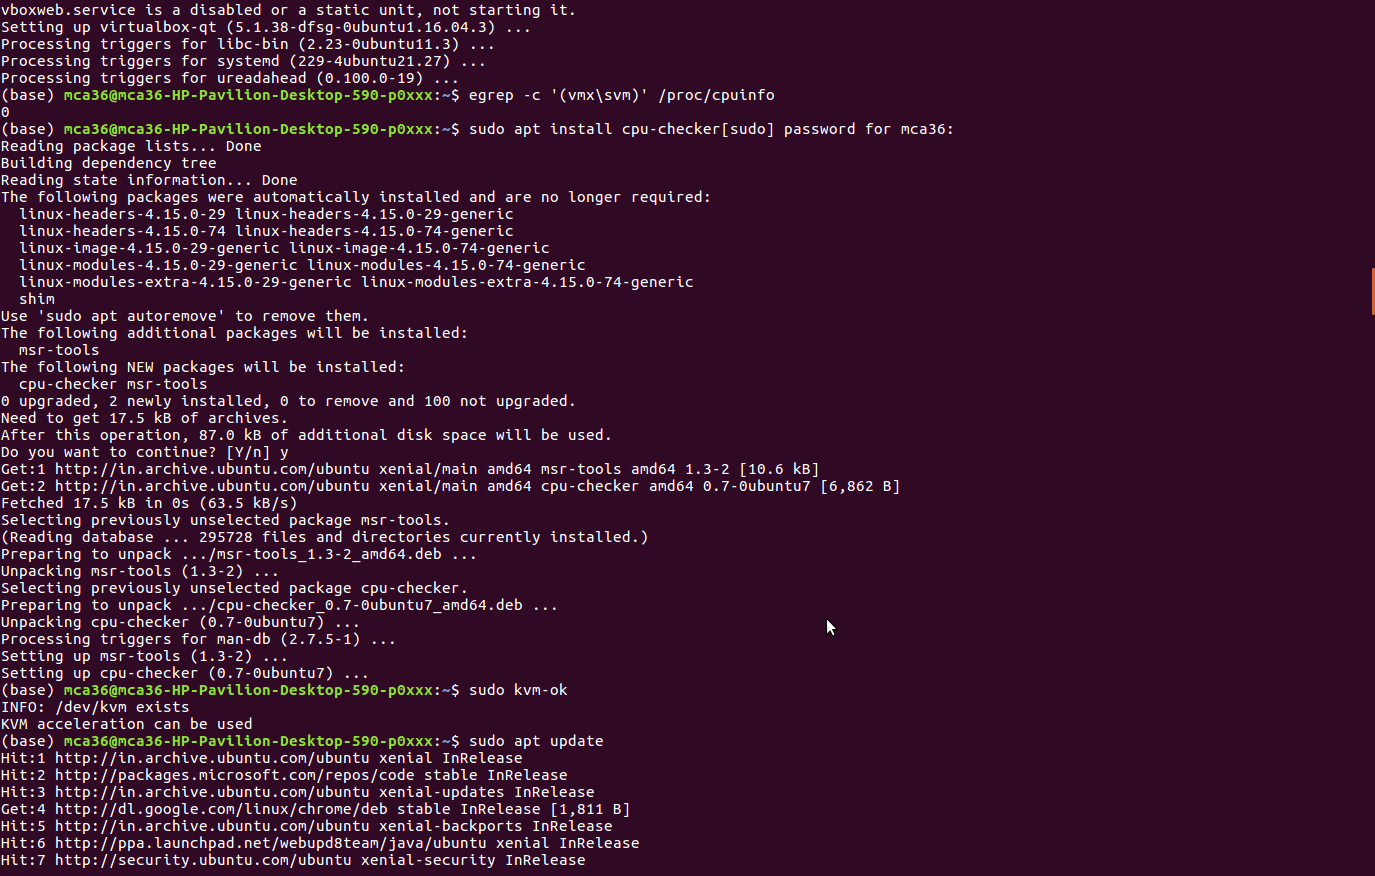 vboxweb.service is a disabled or a static unit, not starting it.
Setting up virtualbox-qt (5.1.38-dfsg-0ubuntu1.16.04.3) ...
Processing triggers for libc-bin (2.23-0ubuntu11.3) ...
Processing triggers for systemd (229-4ubuntu21.27) ...
Processing triggers for ureadahead (0.100.0-19) ...
(base) mca36@mca36-HP-Pavilion-Desktop-590-p0xxx:~$ egrep -c '(vmx\svm)' /proc/cpuinfo
0
(base) mca36@mca36-HP-Pavilion-Desktop-590-p0xxx:~$ sudo apt install cpu-checker[sudo] password for mca36:
Reading package lists... Done
Building dependency tree
Reading state information... Done
The following packages were automatically installed and are no longer required:
  linux-headers-4.15.0-29 linux-headers-4.15.0-29-generic
  linux-headers-4.15.0-74 linux-headers-4.15.0-74-generic
  linux-image-4.15.0-29-generic linux-image-4.15.0-74-generic
  linux-modules-4.15.0-29-generic linux-modules-4.15.0-74-generic
  linux-modules-extra-4.15.0-29-generic linux-modules-extra-4.15.0-74-generic
  shim
Use 'sudo apt autoremove' to remove them.
The following additional packages will be installed:
  msr-tools
The following NEW packages will be installed:
  cpu-checker msr-tools
0 upgraded, 2 newly installed, 0 to remove and 100 not upgraded.
Need to get 17.5 kB of archives.
After this operation, 87.0 kB of additional disk space will be used.
Do you want to continue? [Y/n] y
Get:1 http://in.archive.ubuntu.com/ubuntu xenial/main amd64 msr-tools amd64 1.3-2 [10.6 kB]
Get:2 http://in.archive.ubuntu.com/ubuntu xenial/main amd64 cpu-checker amd64 0.7-0ubuntu7 [6,862 B]
Fetched 17.5 kB in 0s (63.5 kB/s)
Selecting previously unselected package msr-tools.
(Reading database ... 295728 files and directories currently installed.)
Preparing to unpack .../msr-tools_1.3-2_amd64.deb ...
Unpacking msr-tools (1.3-2) ...
Selecting previously unselected package cpu-checker.
Preparing to unpack .../cpu-checker_0.7-0ubuntu7_amd64.deb ...
Unpacking cpu-checker (0.7-0ubuntu7) ...
Processing triggers for man-db (2.7.5-1) ...
Setting up msr-tools (1.3-2) ...
Setting up cpu-checker (0.7-0ubuntu7) ...
(base) mca36@mca36-HP-Pavilion-Desktop-590-p0xxx:~$ sudo kvm-ok
INFO: /dev/kvm exists
KVM acceleration can be used
(base) mca36@mca36-HP-Pavilion-Desktop-590-p0xxx:~$ sudo apt update
Hit:1 http://in.archive.ubuntu.com/ubuntu xenial InRelease
Hit:2 http://packages.microsoft.com/repos/code stable InRelease
Hit:3 http://in.archive.ubuntu.com/ubuntu xenial-updates InRelease
Get:4 http://dl.google.com/linux/chrome/deb stable InRelease [1,811 B]
Hit:5 http://in.archive.ubuntu.com/ubuntu xenial-backports InRelease
Hit:6 http://ppa.launchpad.net/webupd8team/java/ubuntu xenial InRelease
Hit:7 http://security.ubuntu.com/ubuntu xenial-security InRelease